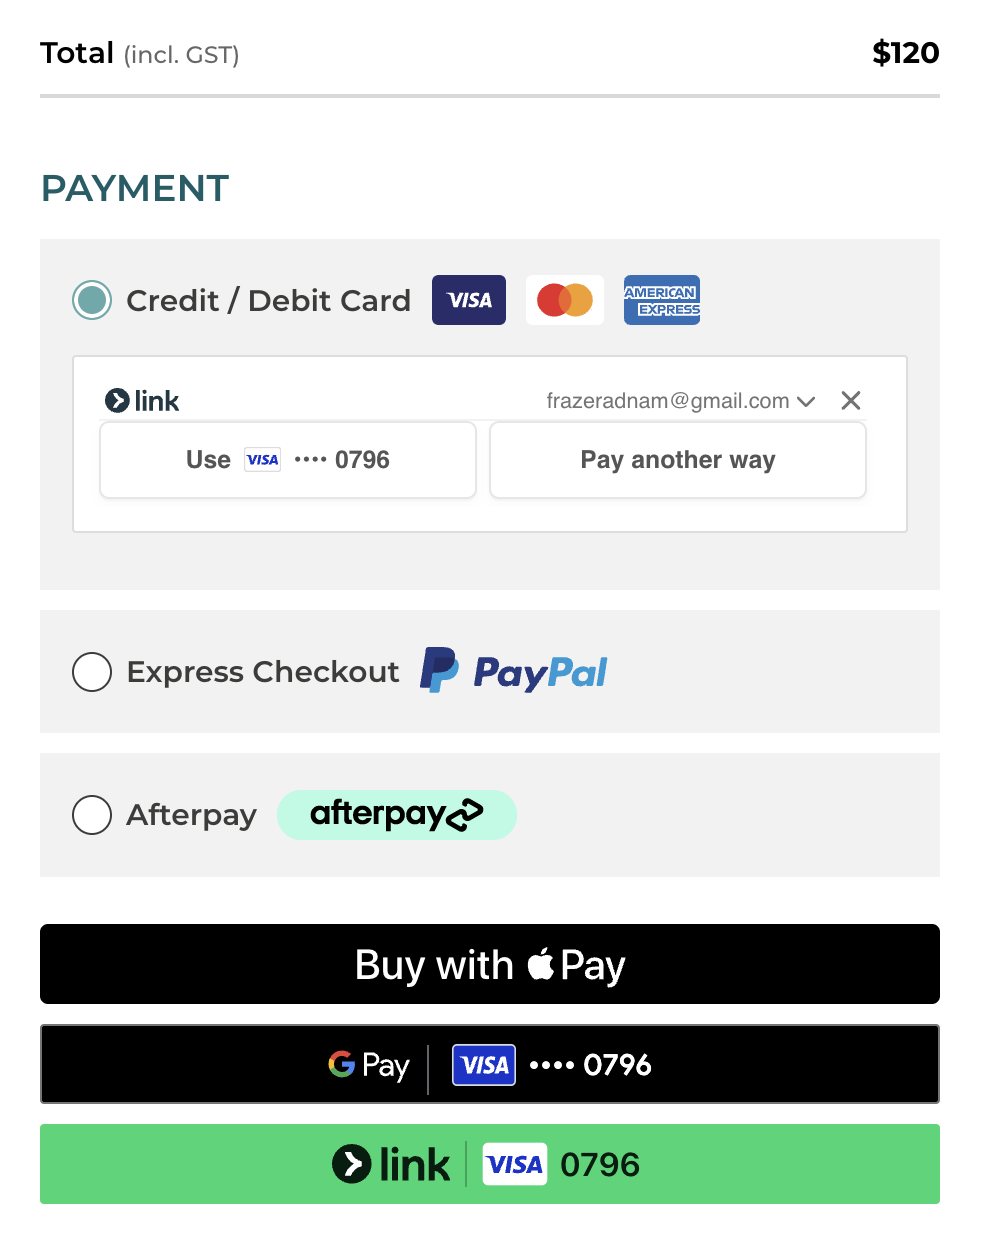 Total (incl. GST) $120
PAYMENT
Credit / Debit Card VISA AMERICAN EXPRESS
link frazeradnam@gmail.com
Use VISA •••• 0796 Pay another way
Express Checkout PayPal
Afterpay afterpay
Buy with Pay
G Pay VISA •••• 0796
link VISA 0796